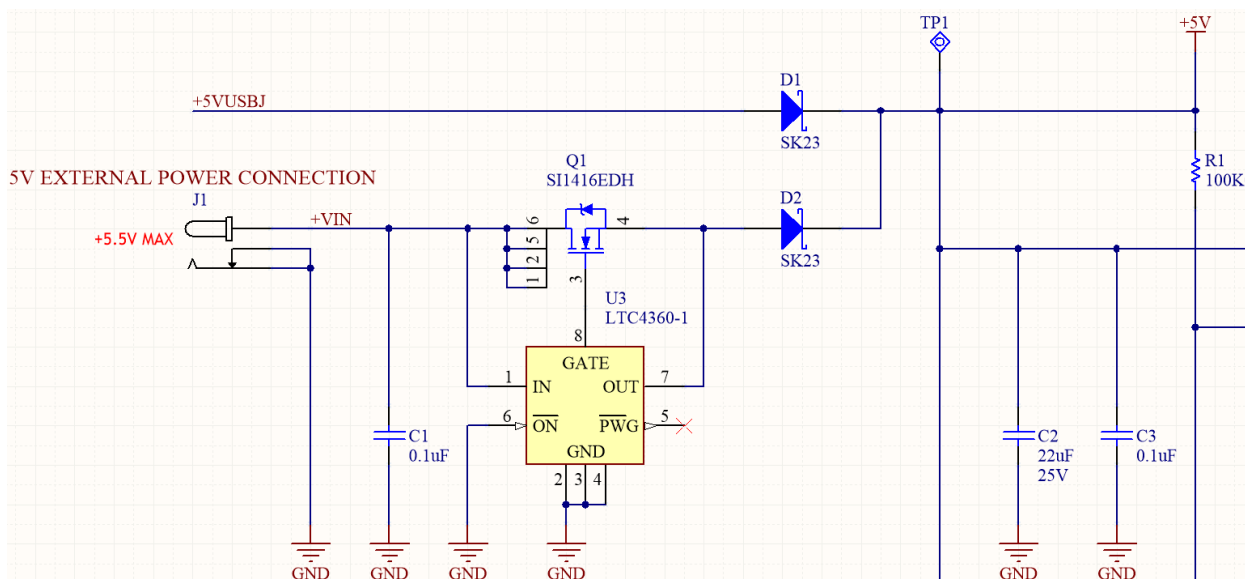 TP1
+5V
+5VUSBJ
D1
SK23
Q1
SI1416EDH
R1
100K
5V EXTERNAL POWER CONNECTION
J1
+VIN
+5.5V MAX
6
5
2
1
4
3
D2
SK23
U3
LTC4360-1
8
GATE
1
IN
OUT
7
6
ON
PWG
5
GND
2
3
4
C1
0.1uF
C2
22uF
25V
C3
0.1uF
GND
GND
GND
GND
GND
GND